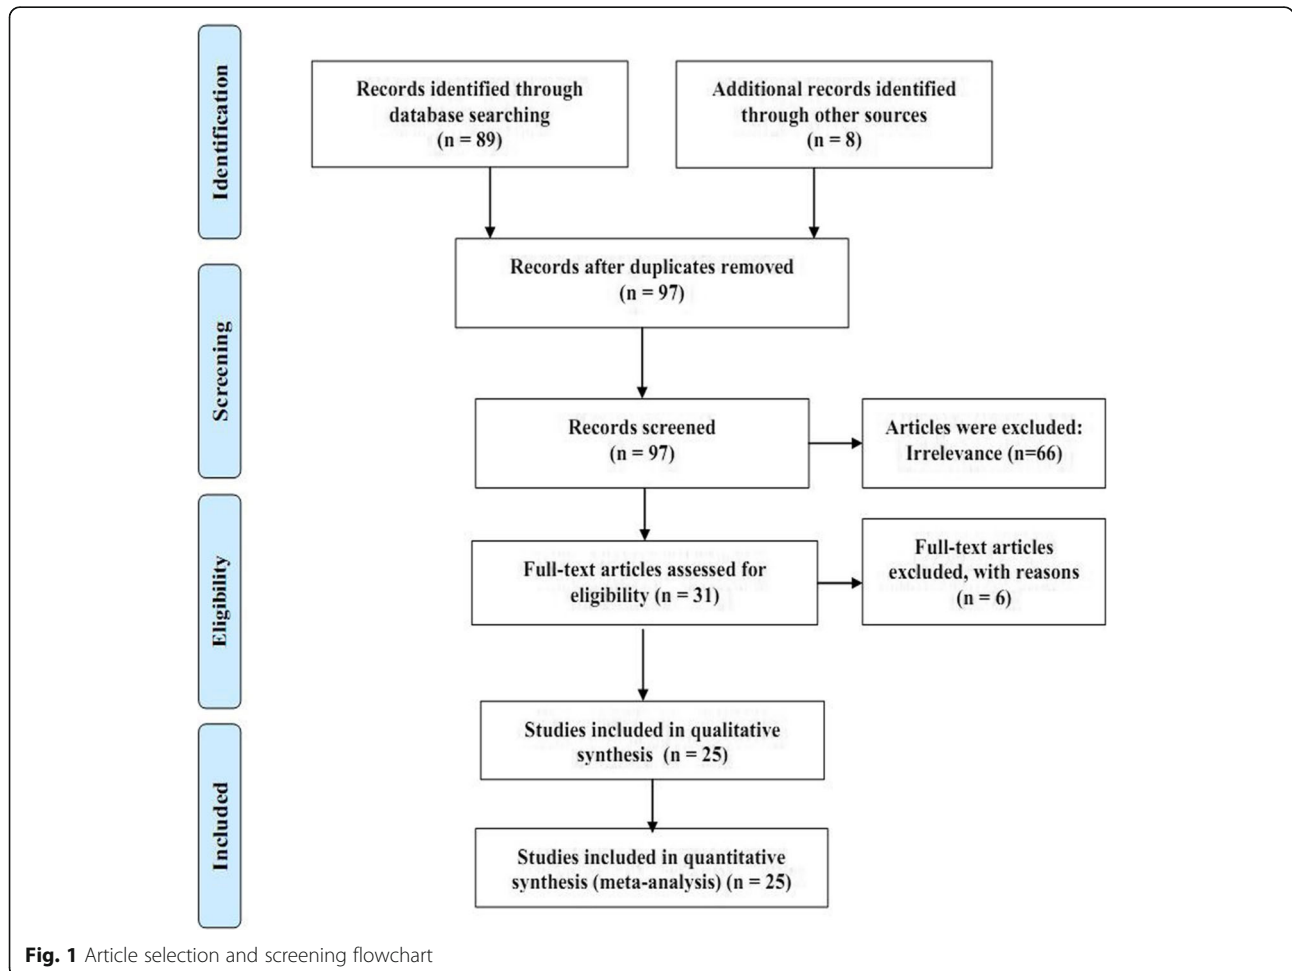 Identification
Records identified through
database searching
(n = 89)
Additional records identified
through other sources
(n = 8)
Records after duplicates removed
(n = 97)
Screening
Records screened
(n = 97)
Articles were excluded:
Irrelevance (n=66)
Eligibility
Full-text articles assessed for
eligibility (n = 31)
Full-text articles
excluded, with reasons
(n = 6)
Included
Studies included in qualitative
synthesis (n = 25)
Studies included in quantitative
synthesis (meta-analysis) (n = 25)
Fig. 1 Article selection and screening flowchart